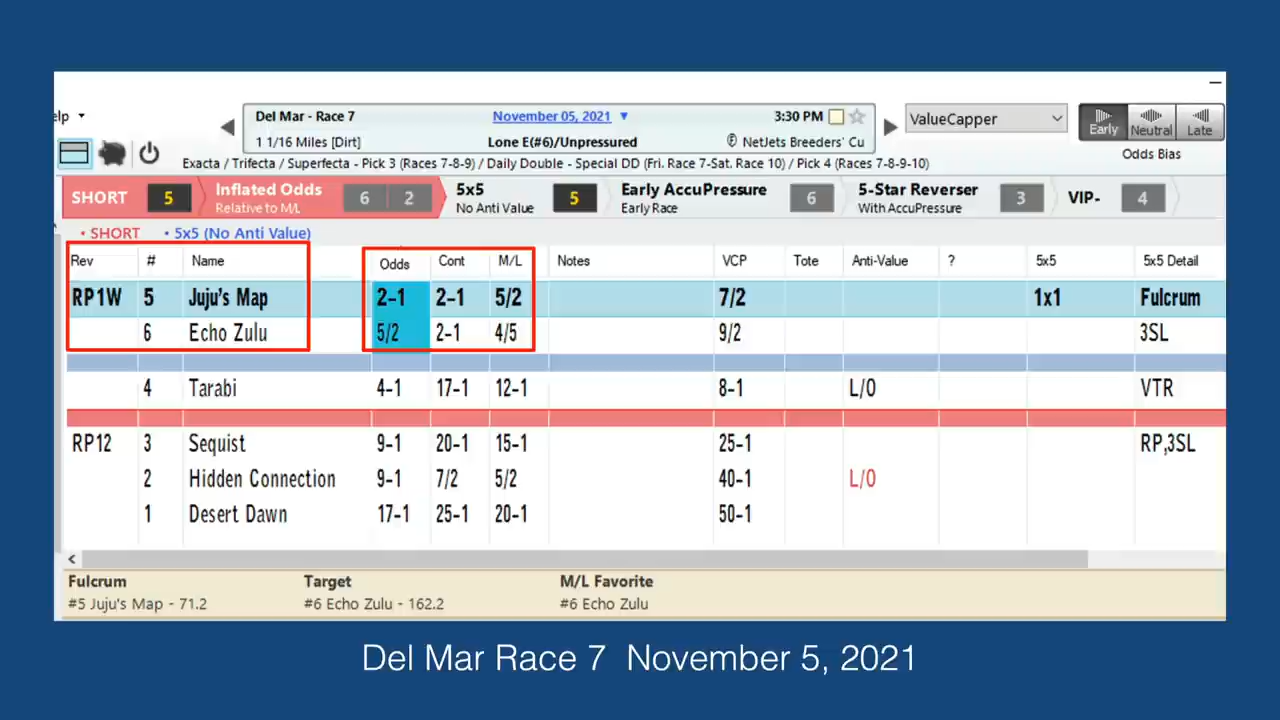 elp
Del Mar - Race 7 November 05, 2021 3:30 PM
1 1/16 Miles [Dirt] Lone E(#6)/Unpressured NetJets Breeders' Cu
ValueCapper
Early Neutral Late
Odds Bias
Exacta / Trifecta / Superfecta - Pick 3 (Races 7-8-9) / Daily Double - Special DD (Fri. Race 7-Sat. Race 10) / Pick 4 (Races 7-8-9-10)
SHORT 5 Inflated Odds 6 2 5x5 5 Early AccuPressure 6 5-Star Reverser 3 VIP- 4
Relative to M/L No Anti Value Early Race With AccuPressure
• SHORT • 5x5 (No Anti Value)
Rev # Name Odds Cont M/L Notes VCP Tote Anti-Value ? 5x5 5x5 Detail
RP1W 5 Juju's Map 2-1 2-1 5/2 7/2 1x1 Fulcrum
6 Echo Zulu 5/2 2-1 4/5 9/2 3SL
4 Tarabi 4-1 17-1 12-1 8-1 L/O VTR
RP12 3 Sequist 9-1 20-1 15-1 25-1 RP,3SL
2 Hidden Connection 9-1 7/2 5/2 40-1 L/O
1 Desert Dawn 17-1 25-1 20-1 50-1
Fulcrum Target M/L Favorite
#5 Juju's Map - 71.2 #6 Echo Zulu - 162.2 #6 Echo Zulu
Del Mar Race 7 November 5, 2021